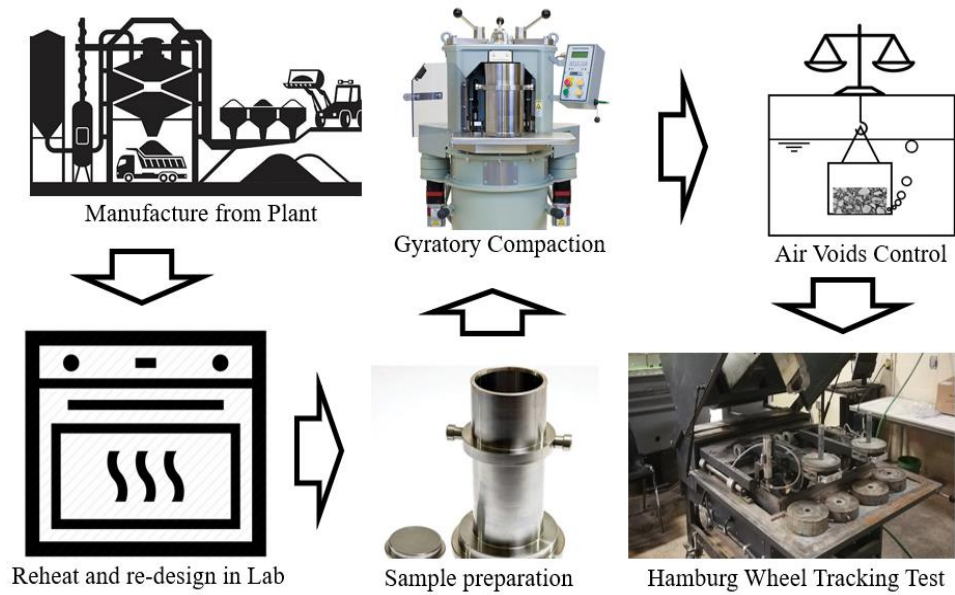 Manufacture from Plant
Reheat and re-design in Lab
Sample preparation
Gyratory Compaction
Air Voids Control
Hamburg Wheel Tracking Test